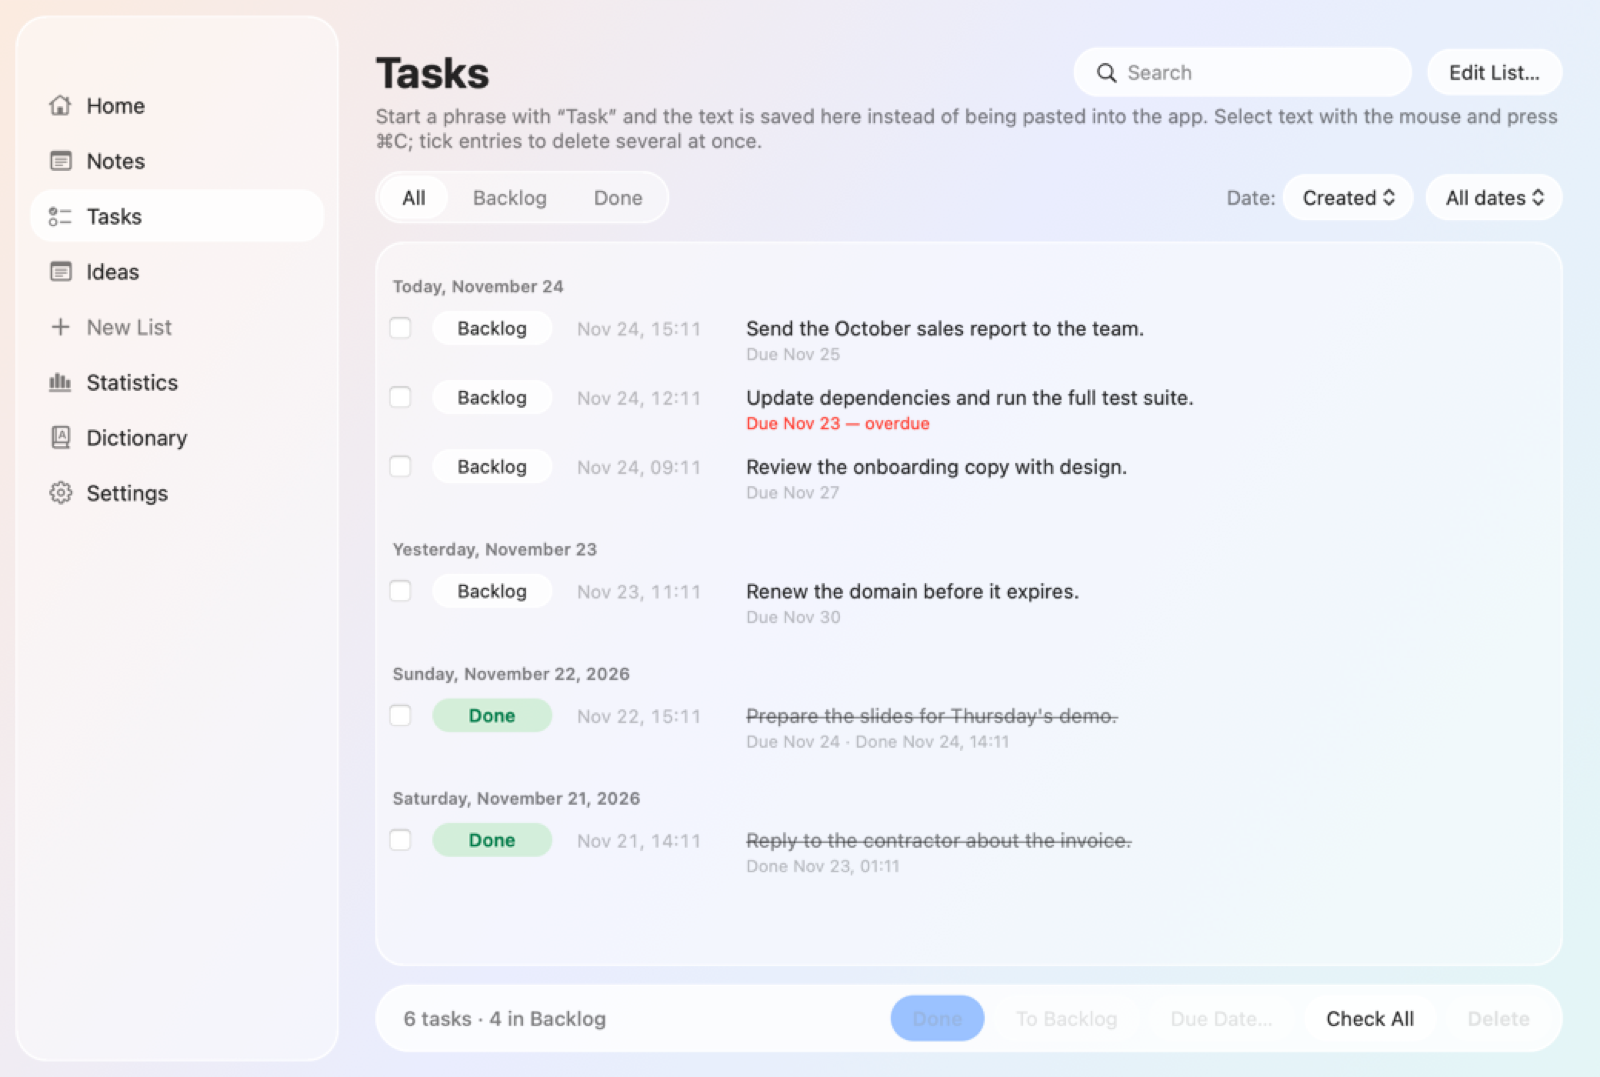 Home
Notes
Tasks
Ideas
New List
Statistics
Dictionary
Settings
Tasks
Search
Edit List...
Start a phrase with “Task” and the text is saved here instead of being pasted into the app. Select text with the mouse and press
⌘C; tick entries to delete several at once.
All Backlog Done
Date: Created All dates
Today, November 24
Backlog Nov 24, 15:11 Send the October sales report to the team.
Due Nov 25
Backlog Nov 24, 12:11 Update dependencies and run the full test suite.
Due Nov 23 — overdue
Backlog Nov 24, 09:11 Review the onboarding copy with design.
Due Nov 27
Yesterday, November 23
Backlog Nov 23, 11:11 Renew the domain before it expires.
Due Nov 30
Sunday, November 22, 2026
Done Nov 22, 15:11 Prepare the slides for Thursday's demo.
Due Nov 24 · Done Nov 24, 14:11
Saturday, November 21, 2026
Done Nov 21, 14:11 Reply to the contractor about the invoice.
Done Nov 23, 01:11
6 tasks · 4 in Backlog Done To Backlog Due Date... Check All Delete